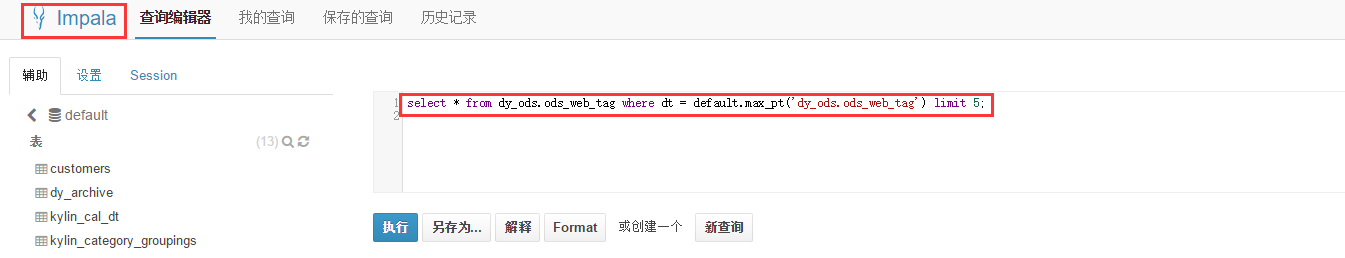 Impala 查询编辑器 我的查询 保存的查询 历史记录
辅助 设置 Session
default
表 (13)
customers
dy_archive
kylin_cal_dt
kylin_category_groupings
1 select * from dy_ods.ods_web_tag where dt = default.max_pt('dy_ods.ods_web_tag') limit 5;
2
执行 另存为... 解释 Format 或创建一个 新查询